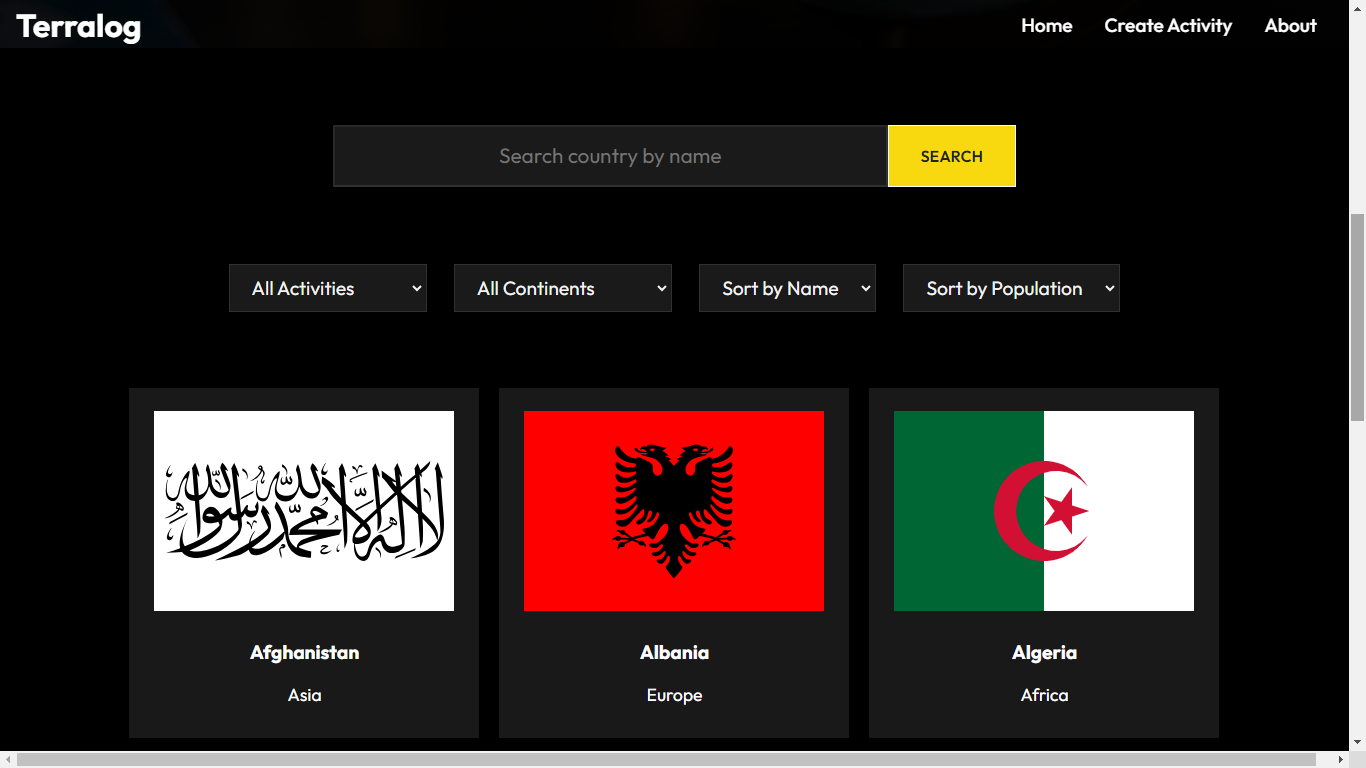 Terralog
Home Create Activity About
Search country by name SEARCH
All Activities All Continents Sort by Name Sort by Population
لا إله إلا الله محمد رسول الله
Afghanistan Albania Algeria
Asia Europe Africa